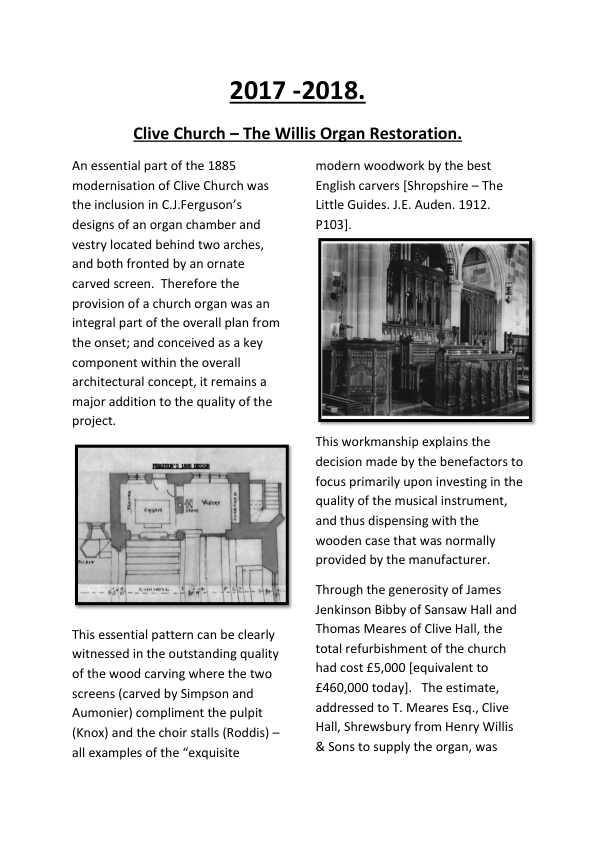 2017 -2018.
Clive Church – The Willis Organ Restoration.
An essential part of the 1885
modernisation of Clive Church was
the inclusion in C.J.Ferguson’s
designs of an organ chamber and
vestry located behind two arches,
and both fronted by an ornate
carved screen.  Therefore the
provision of a church organ was an
integral part of the overall plan from
the onset; and conceived as a key
component within the overall
architectural concept, it remains a
major addition to the quality of the
project.
ORGAN
VESTRY
CHANCEL
This essential pattern can be clearly
witnessed in the outstanding quality
of the wood carving where the two
screens (carved by Simpson and
Aumonier) compliment the pulpit
(Knox) and the choir stalls (Roddis) –
all examples of the “exquisite
modern woodwork by the best
English carvers [Shropshire – The
Little Guides. J.E. Auden. 1912.
P103].
This workmanship explains the
decision made by the benefactors to
focus primarily upon investing in the
quality of the musical instrument,
and thus dispensing with the
wooden case that was normally
provided by the manufacturer.
Through the generosity of James
Jenkinson Bibby of Sansaw Hall and
Thomas Meares of Clive Hall, the
total refurbishment of the church
had cost £5,000 [equivalent to
£460,000 today].   The estimate,
addressed to T. Meares Esq., Clive
Hall, Shrewsbury from Henry Willis
& Sons to supply the organ, was